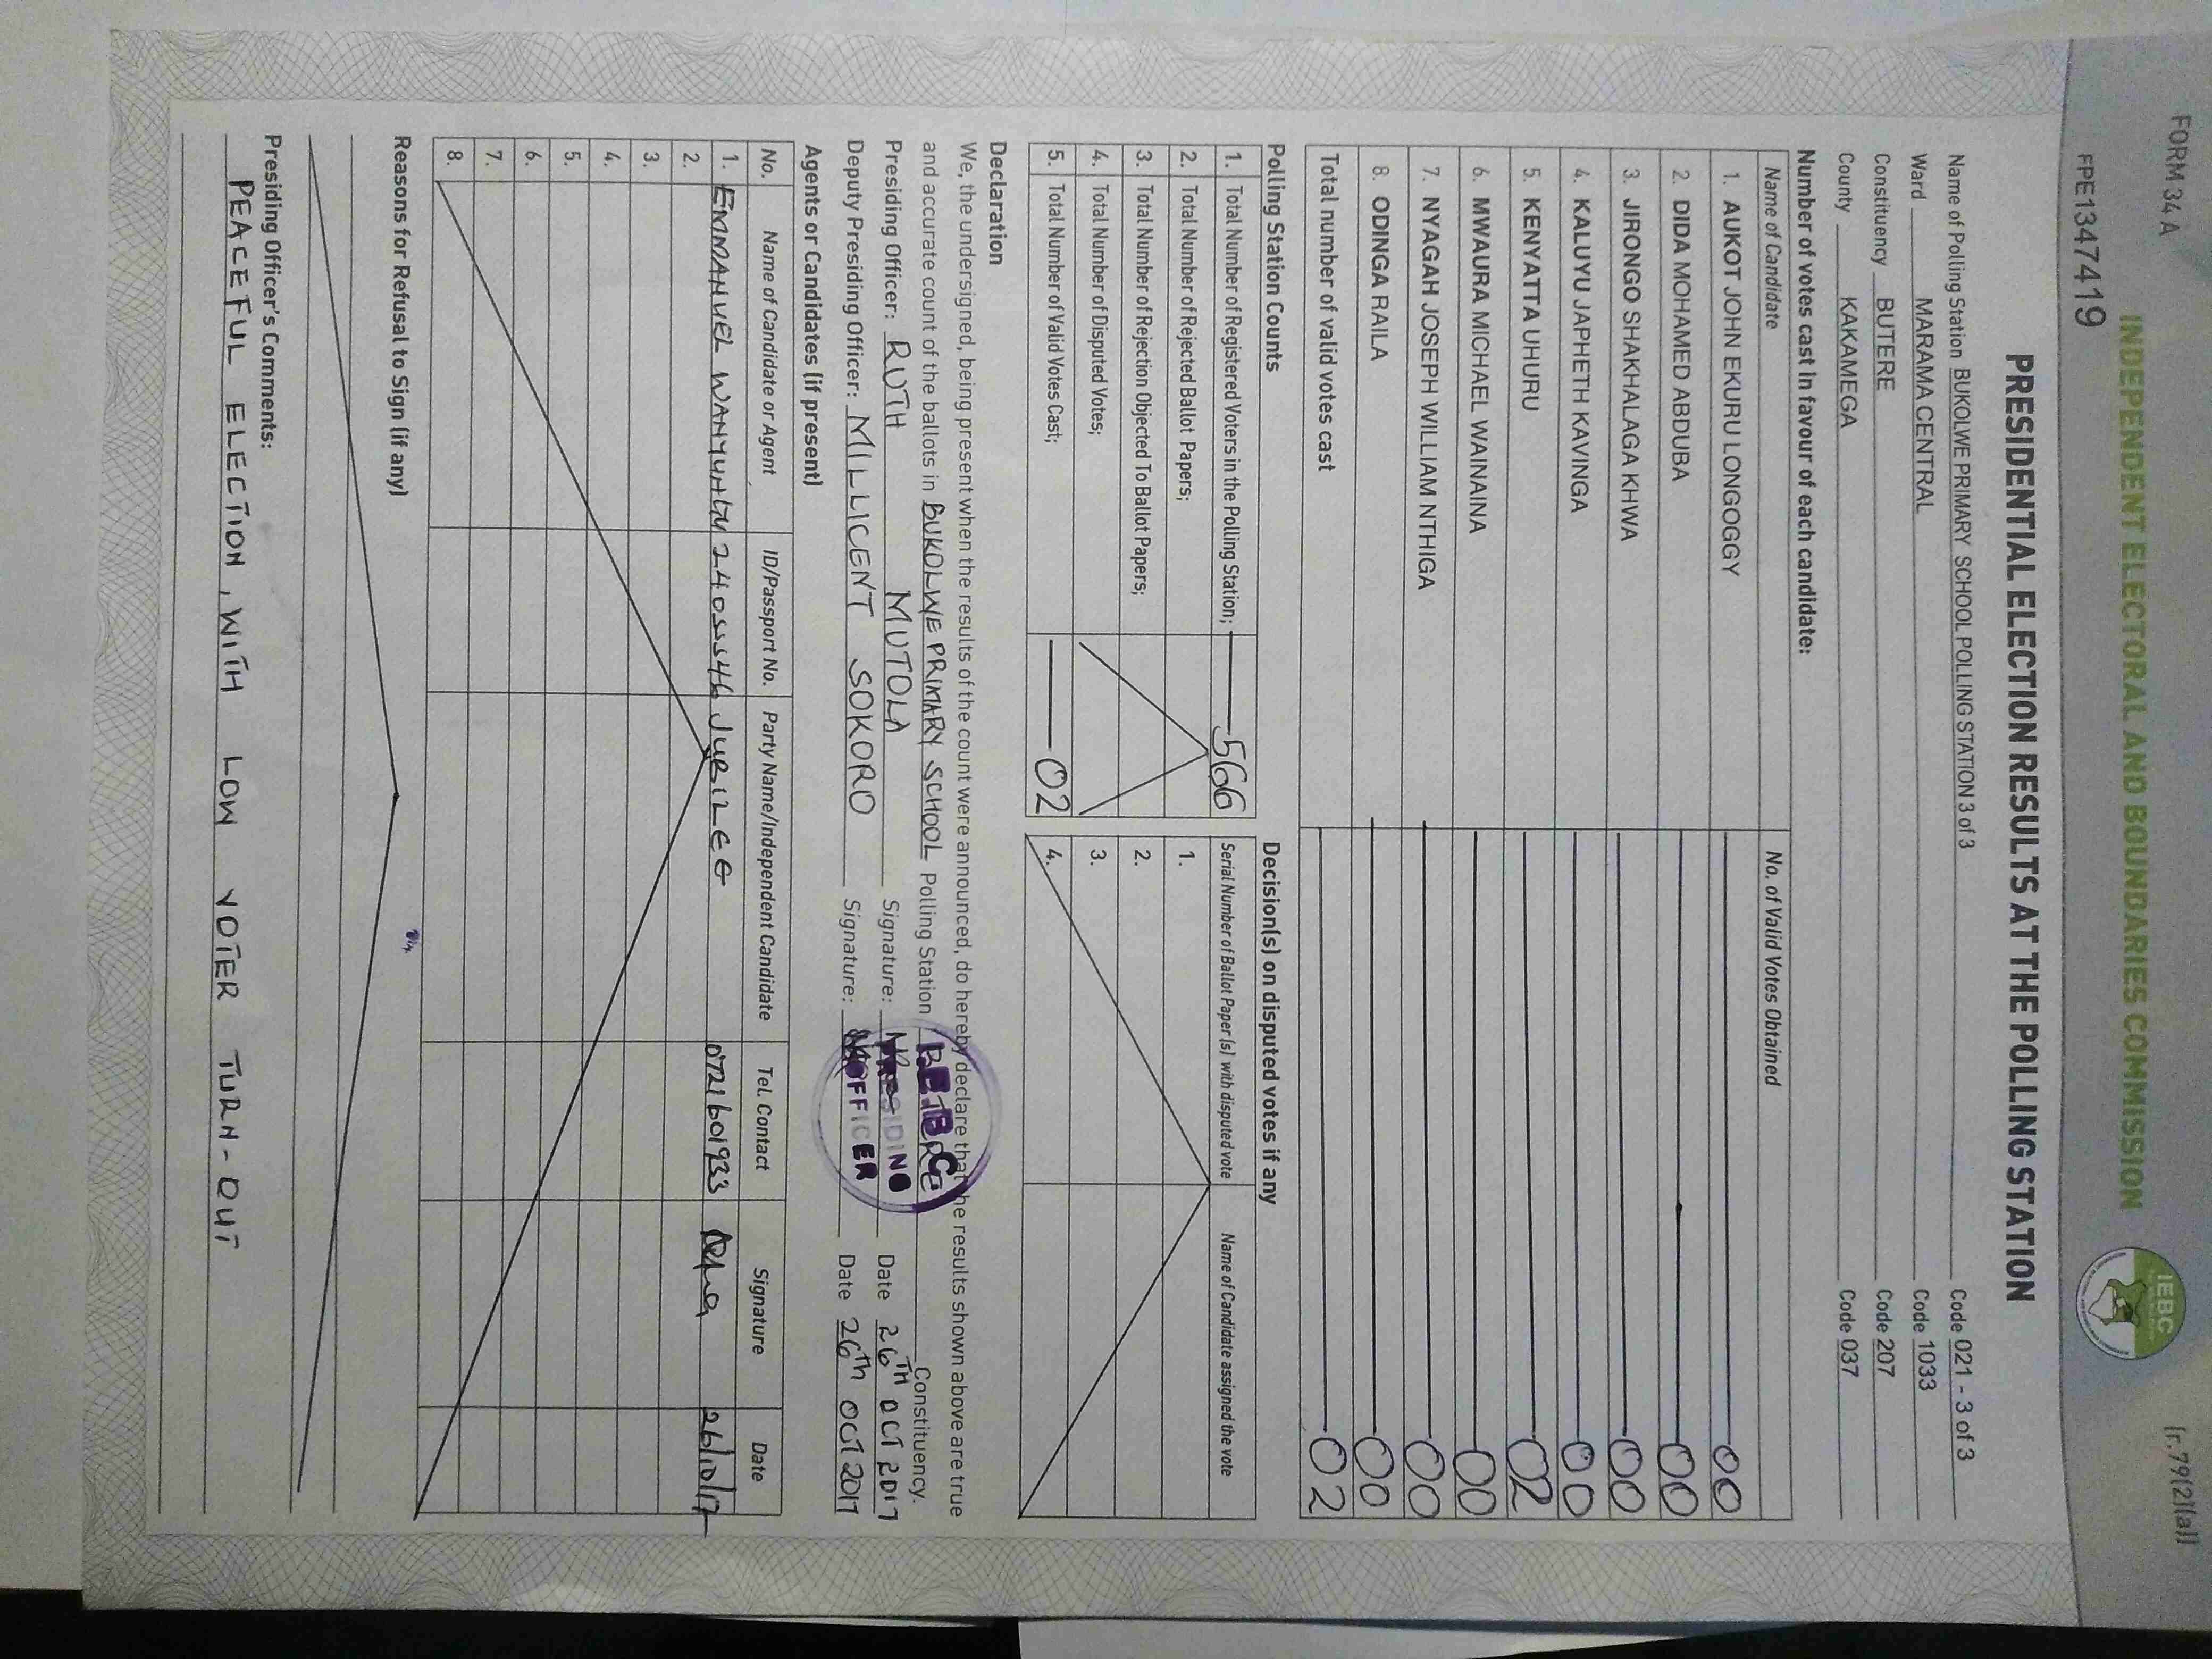 FORM 34 A
(r.79(2)(a))
INDEPENDENT ELECTORAL AND BOUNDARIES COMMISSION
IEBC
FPE1347419
PRESIDENTIAL ELECTION RESULTS AT THE POLLING STATION
Name of Polling Station BUKOLWE PRIMARY SCHOOL POLLING STATION 3 of 3 Code 021 - 3 of 3
Ward MARAMA CENTRAL Code 1033
Constituency BUTERE Code 207
County KAKAMEGA Code 037
Number of votes cast in favour of each candidate:
Name of Candidate No. of Valid Votes Obtained
1. AUKOT JOHN EKURU LONGOGGY 00
2. DIDA MOHAMED ABDUBA 00
3. JIRONGO SHAKHALAGA KHWA 00
4. KALUYU JAPHETH KAVINGA 00
5. KENYATTA UHURU 02
6. MWAURA MICHAEL WAINAINA 00
7. NYAGAH JOSEPH WILLIAM NTHIGA 00
8. ODINGA RAILA 00
Total number of valid votes cast 02
Polling Station Counts
1. Total Number of Registered Voters in the Polling Station; 566
2. Total Number of Rejected Ballot Papers;
3. Total Number of Rejection Objected To Ballot Papers;
4. Total Number of Disputed Votes;
5. Total Number of Valid Votes Cast; 02
Decision(s) on disputed votes if any
Serial Number of Ballot Paper (s) with disputed vote Name of Candidate assigned the vote
1.
2.
3.
4.
Declaration
We, the undersigned, being present when the results of the count were announced, do hereby declare that the results shown above are true
and accurate count of the ballots in BUKOLWE PRIMARY SCHOOL Polling Station Constituency.
Presiding Officer: RUTH MUTOLA Signature: Date 26TH OCT 2017
Deputy Presiding Officer: MILLICENT SOKORO Signature: Date 26th OCT 2017
PRESIDING
OFFICER
Agents or Candidates (if present)
No. Name of Candidate or Agent ID/Passport No. Party Name/Independent Candidate Tel. Contact Signature Date
1. EMMANUEL JUBILEE 0721601933 26/10/17
2.
3.
4.
5.
6.
7.
8.
Reasons for Refusal to Sign (if any)
Presiding Officer's Comments:
PEACEFUL ELECTION, WITH LOW VOTER TURN-OUT